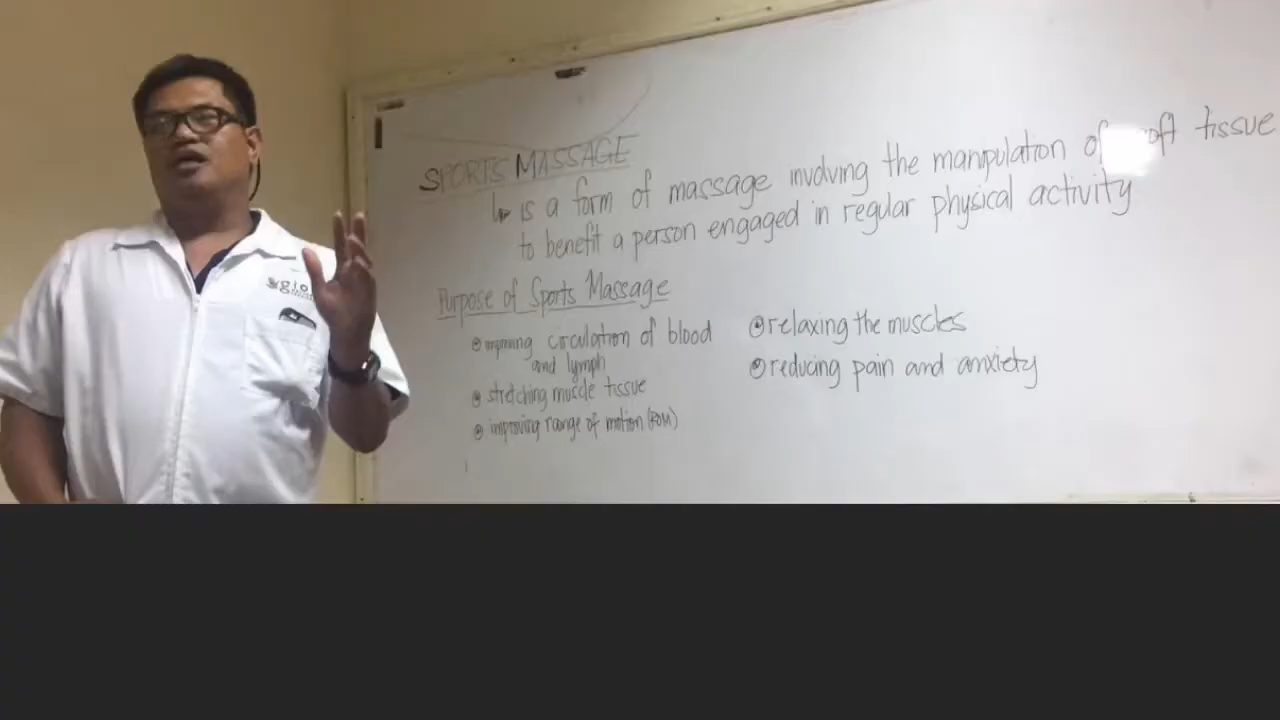 SPORTS MASSAGE
↳ is a form of massage involving the manipulation of soft tissue
to benefit a person engaged in regular physical activity
Purpose of Sports Massage
improving circulation of blood
and lymph
stretching muscle tissue
improving range of motion (ROM)
relaxing the muscles
reducing pain and anxiety